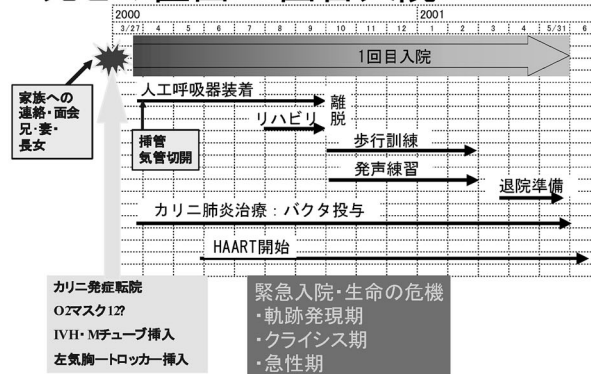 2000
2001
3/27 4 5 6 7 8 9 10 11 12 1 2 3 4 5/31 6
1回目入院
家族への
連絡・面会
兄・妻・
長女
人工呼吸器装着
離脱
リハビリ
挿管
気管切開
歩行訓練
発声練習
退院準備
カリニ肺炎治療：バクタ投与
HAART開始
カリニ発症転院
O2マスク12?
IVH・Mチューブ挿入
左気胸ートロッカー挿入
緊急入院・生命の危機
・軌跡発現期
・クライシス期
・急性期